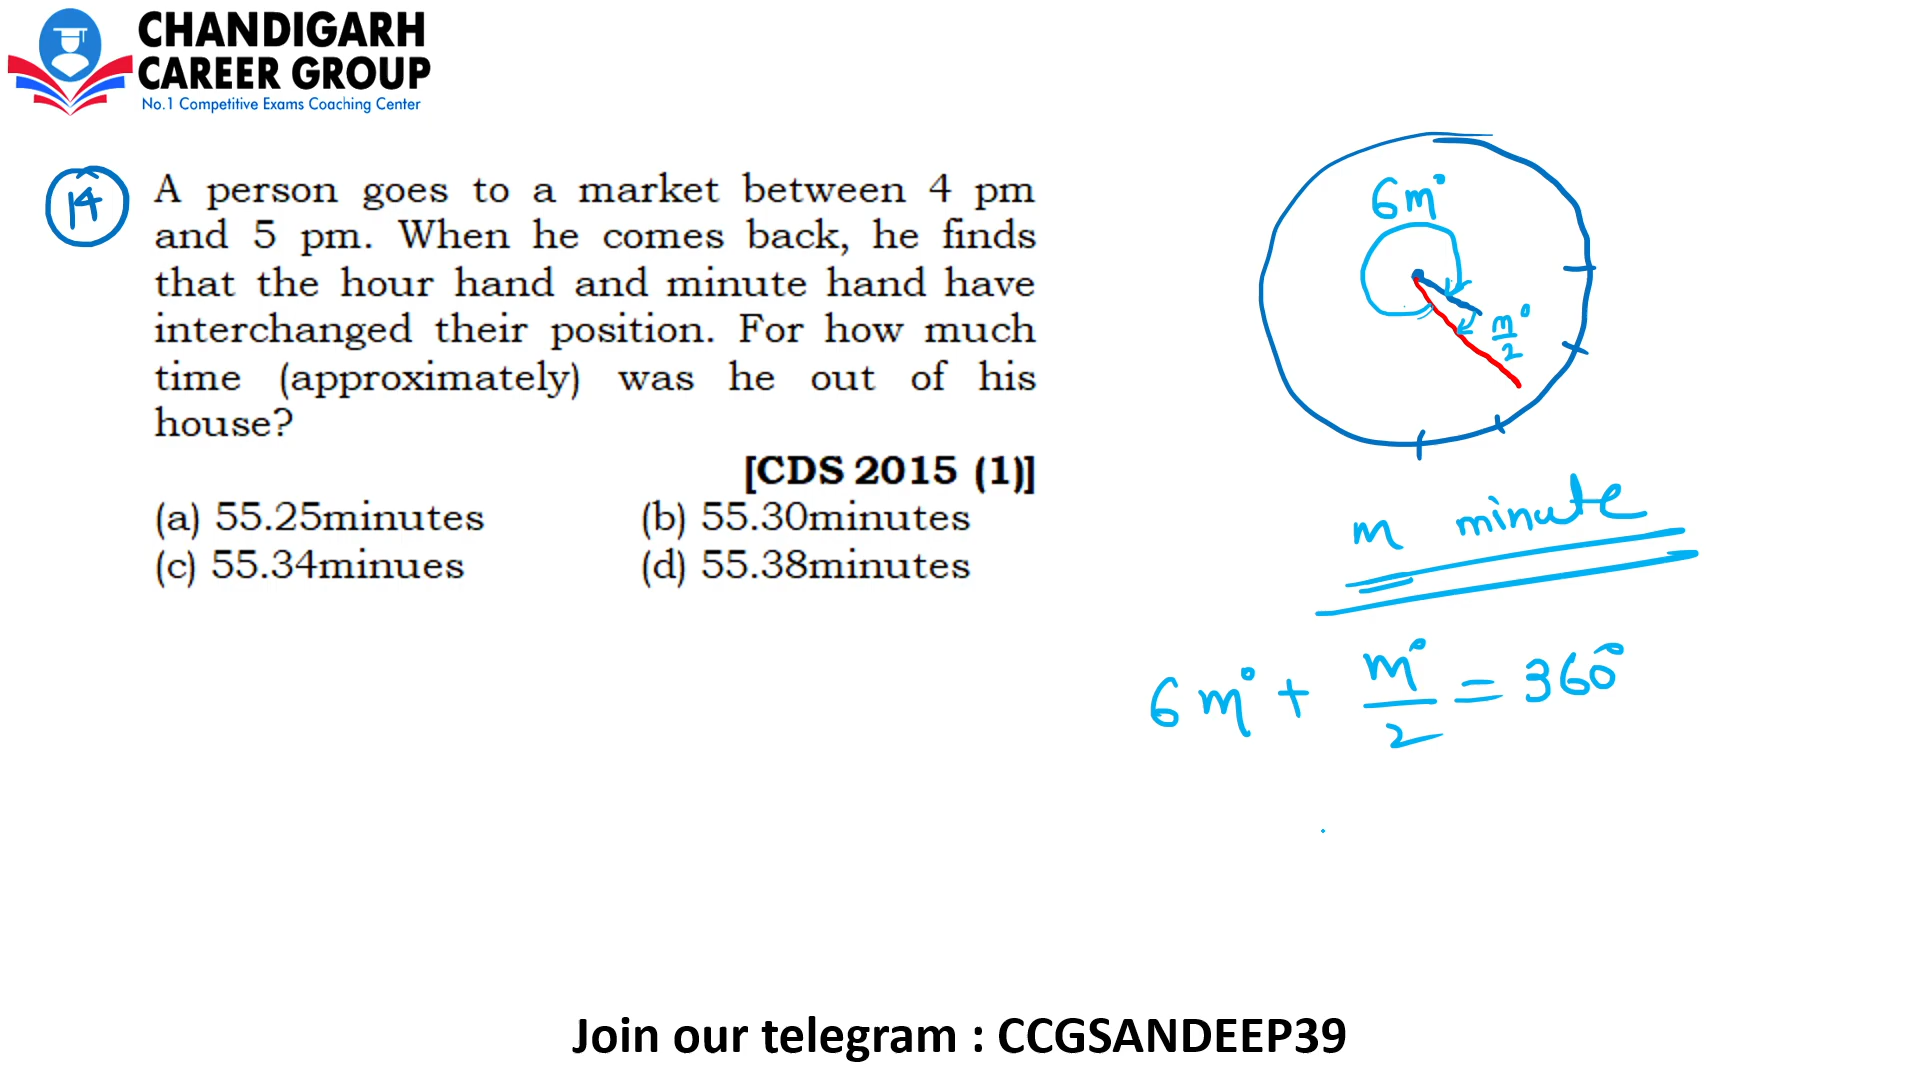 CHANDIGARH
CAREER GROUP
No.1 Competitive Exams Coaching Center
14
A person goes to a market between 4 pm
and 5 pm. When he comes back, he finds
that the hour hand and minute hand have
interchanged their position. For how much
time (approximately) was he out of his
house?
[CDS 2015 (1)]
(a) 55.25minutes (b) 55.30minutes
(c) 55.34minues (d) 55.38minutes
6m°
m°/2
m minute
6m° + m°/2 = 360°
Join our telegram : CCGSANDEEP39